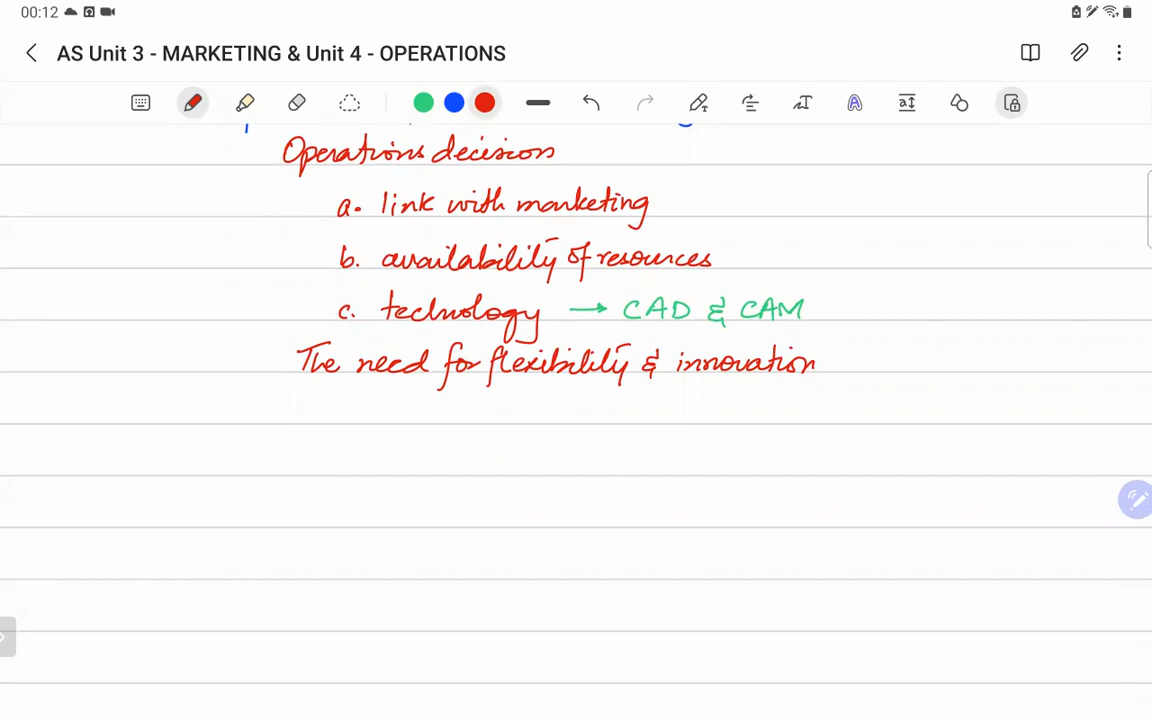 00:12
AS Unit 3 - MARKETING & Unit 4 - OPERATIONS
Operations decision
a. link with marketing
b. availability of resources
c. technology → CAD & CAM
The need for flexibility & innovation